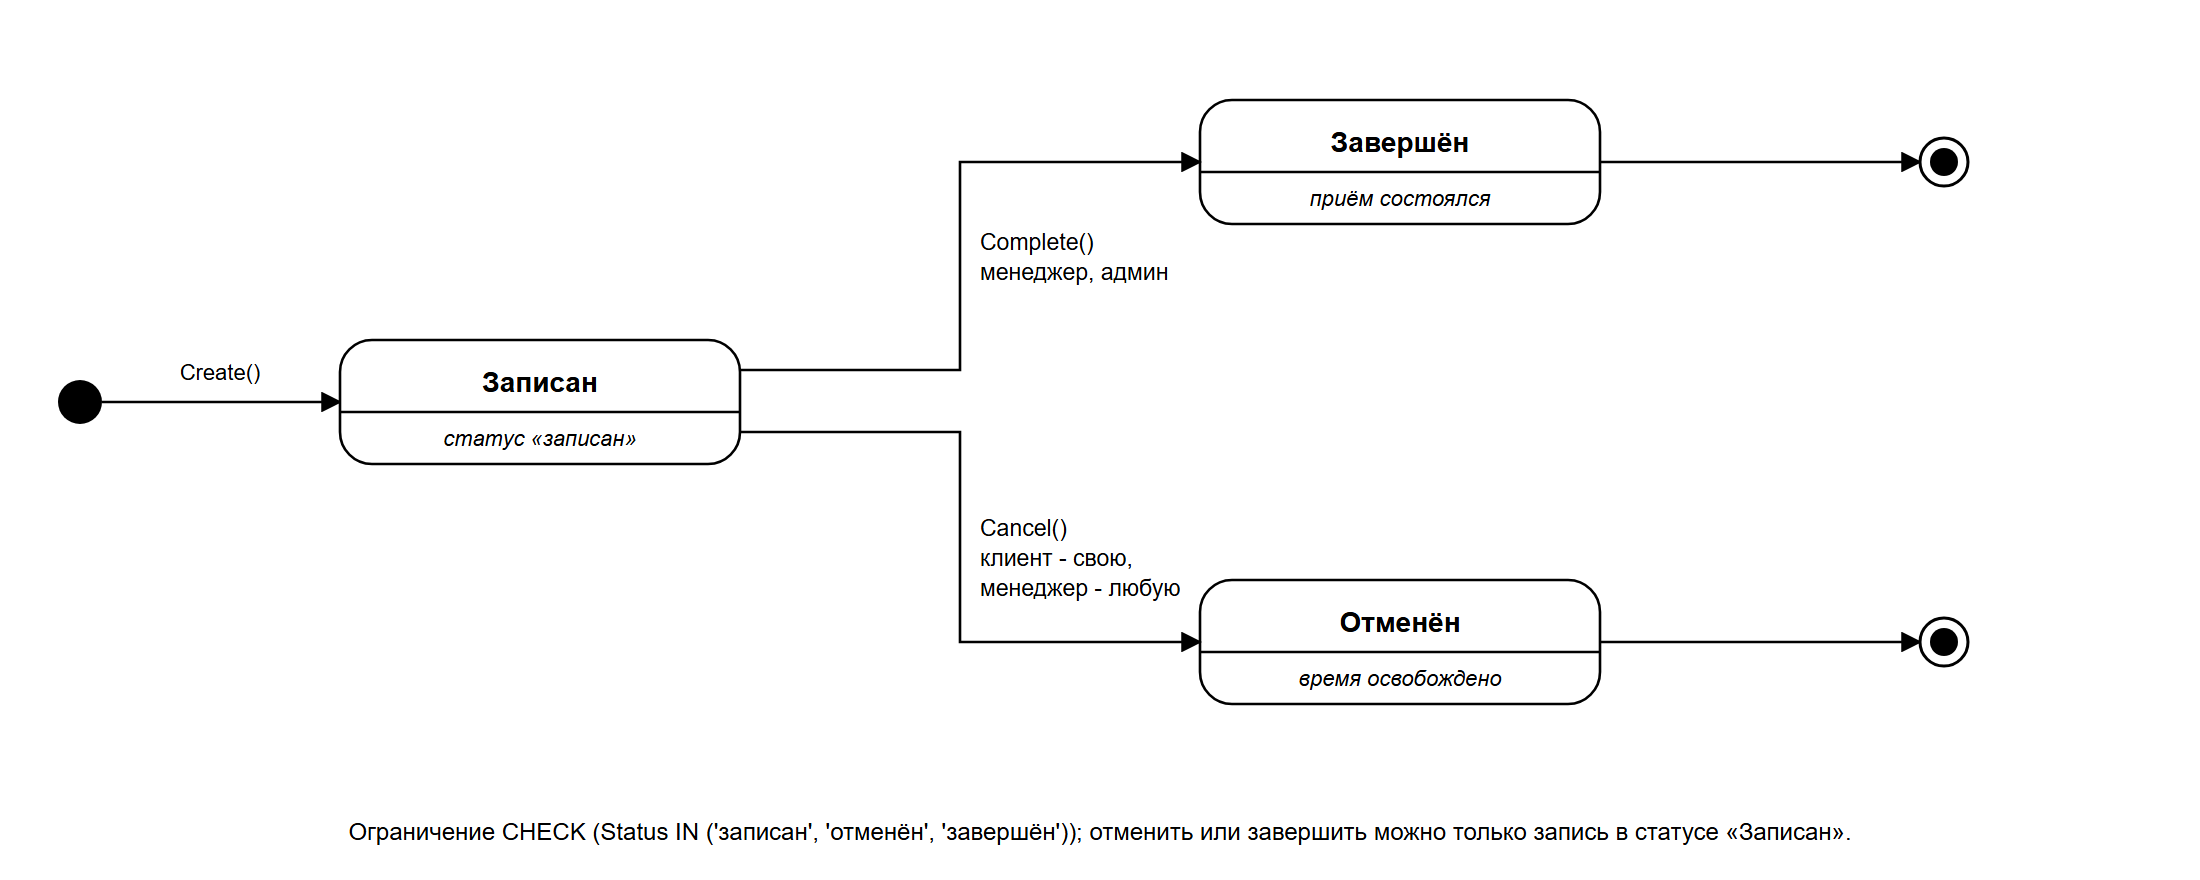 Завершён
приём состоялся
Complete()
менеджер, админ
Create()
Записан
статус «записан»
Cancel()
клиент - свою,
менеджер - любую
Отменён
время освобождено
Ограничение CHECK (Status IN ('записан', 'отменён', 'завершён')); отменить или завершить можно только запись в статусе «Записан».